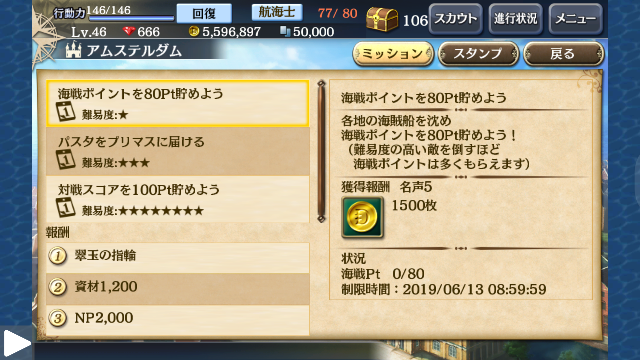 行動力 146/146
回復
航海士 77/ 80
106
スカウト
進行状況
メニュー
Lv.46
666
5,596,897
50,000
アムステルダム
ミッション
スタンプ
戻る
海戦ポイントを80Pt貯めよう
1 難易度:★
パスタをプリマスに届ける
1 難易度:★★★
対戦スコアを100Pt貯めよう
1 難易度:★★★★★★★★
報酬
1 翠玉の指輪
2 資材1,200
3 NP2,000
海戦ポイントを80Pt貯めよう
各地の海賊船を沈め
海戦ポイントを80Pt貯めよう！
（難易度の高い敵を倒すほど
海戦ポイントは多くもらえます）
獲得報酬 名声5
1500枚
状況
海戦Pt 0/80
制限時間：2019/06/13 08:59:59